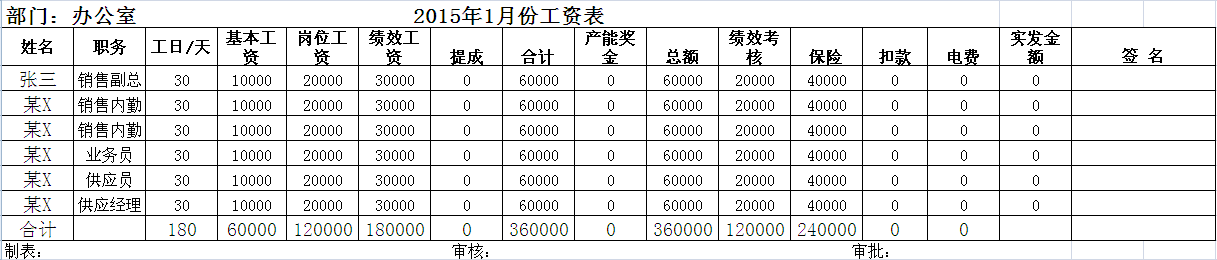 部门：办公室 2015年1月份工资表
姓名 职务 工日/天 基本工资 岗位工资 绩效工资 提成 合计 产能奖金 总额 绩效考核 保险 扣款 电费 实发金额 签 名
张三 销售副总 30 10000 20000 30000 0 60000 0 60000 20000 40000 0 0 0
某X 销售内勤 30 10000 20000 30000 0 60000 0 60000 20000 40000 0 0 0
某X 销售内勤 30 10000 20000 30000 0 60000 0 60000 20000 40000 0 0 0
某X 业务员 30 10000 20000 30000 0 60000 0 60000 20000 40000 0 0 0
某X 供应员 30 10000 20000 30000 0 60000 0 60000 20000 40000 0 0 0
某X 供应经理 30 10000 20000 30000 0 60000 0 60000 20000 40000 0 0 0
合计 180 60000 120000 180000 0 360000 0 360000 120000 240000 0 0
制表： 审核： 审批：